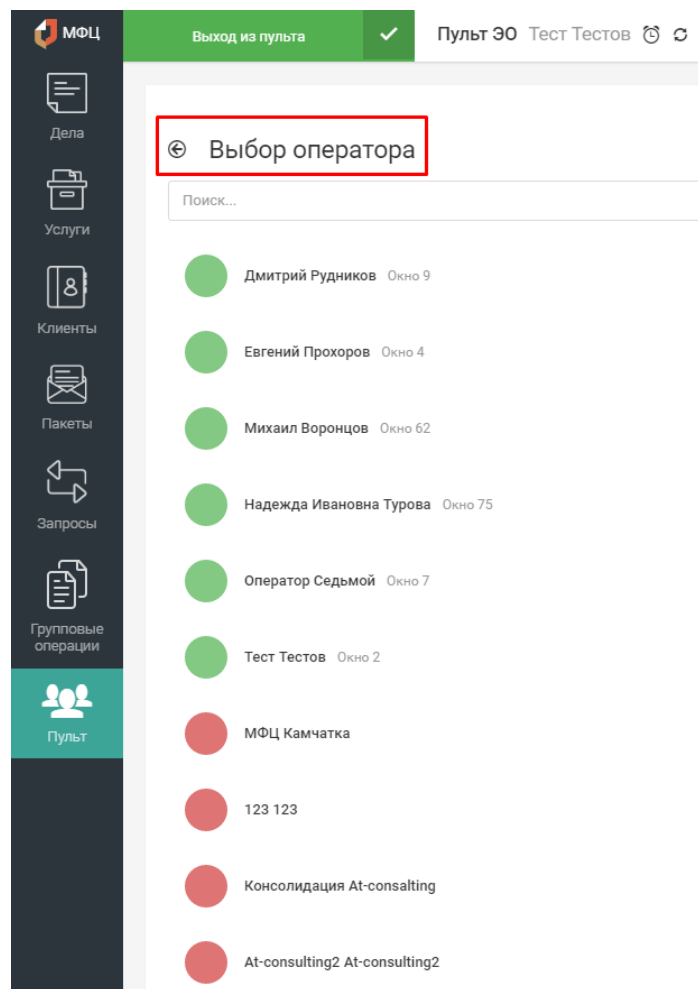 МФЦ
Выход из пульта
Пульт ЭО Тест Тестов
Дела
Услуги
Клиенты
Пакеты
Запросы
Групповые
операции
Пульт
Выбор оператора
Поиск...
Дмитрий Рудников Окно 9
Евгений Прохоров Окно 4
Михаил Воронцов Окно 62
Надежда Ивановна Турова Окно 75
Оператор Седьмой Окно 7
Тест Тестов Окно 2
МФЦ Камчатка
123 123
Консолидация At-consalting
At-consulting2 At-consulting2